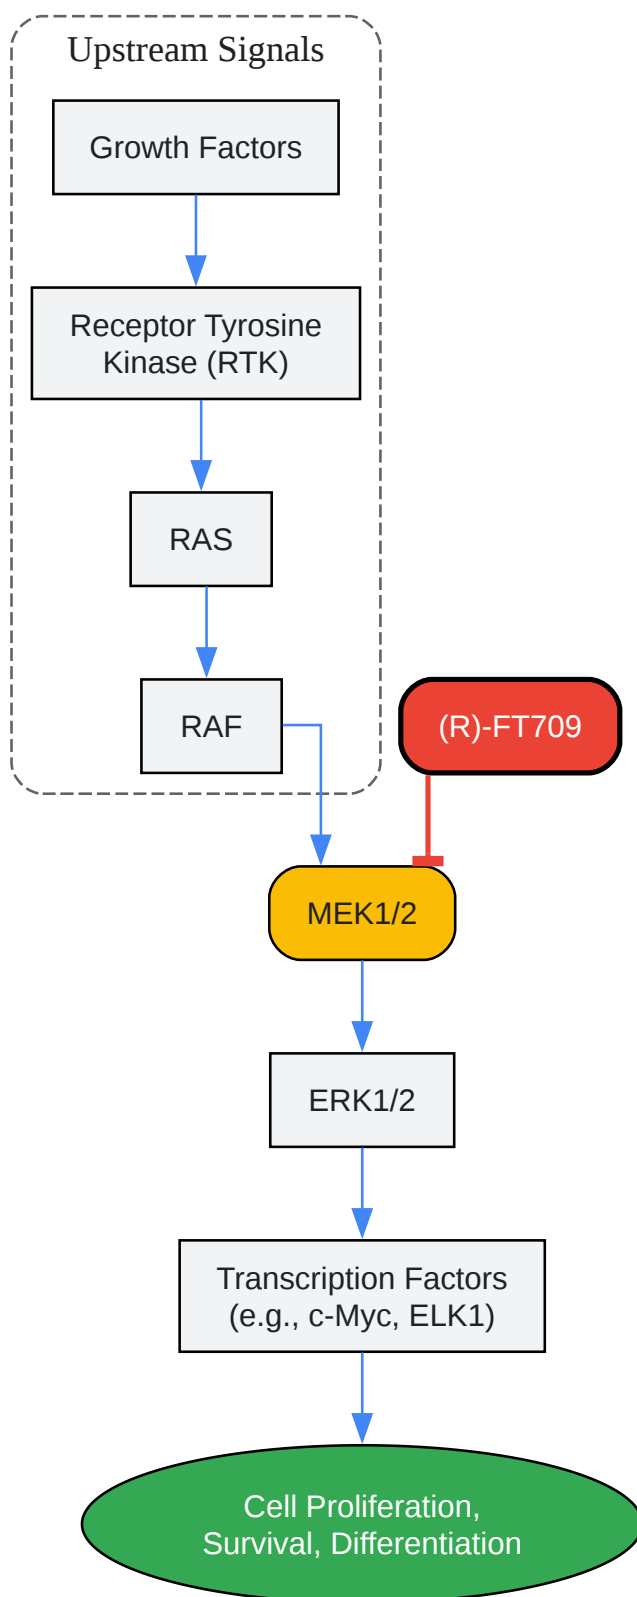 Upstream Signals
Growth Factors
Receptor Tyrosine
Kinase (RTK)
RAS
RAF
(R)-FT709
MEK1/2
ERK1/2
Transcription Factors
(e.g., c-Myc, ELK1)
Cell Proliferation,
Survival, Differentiation